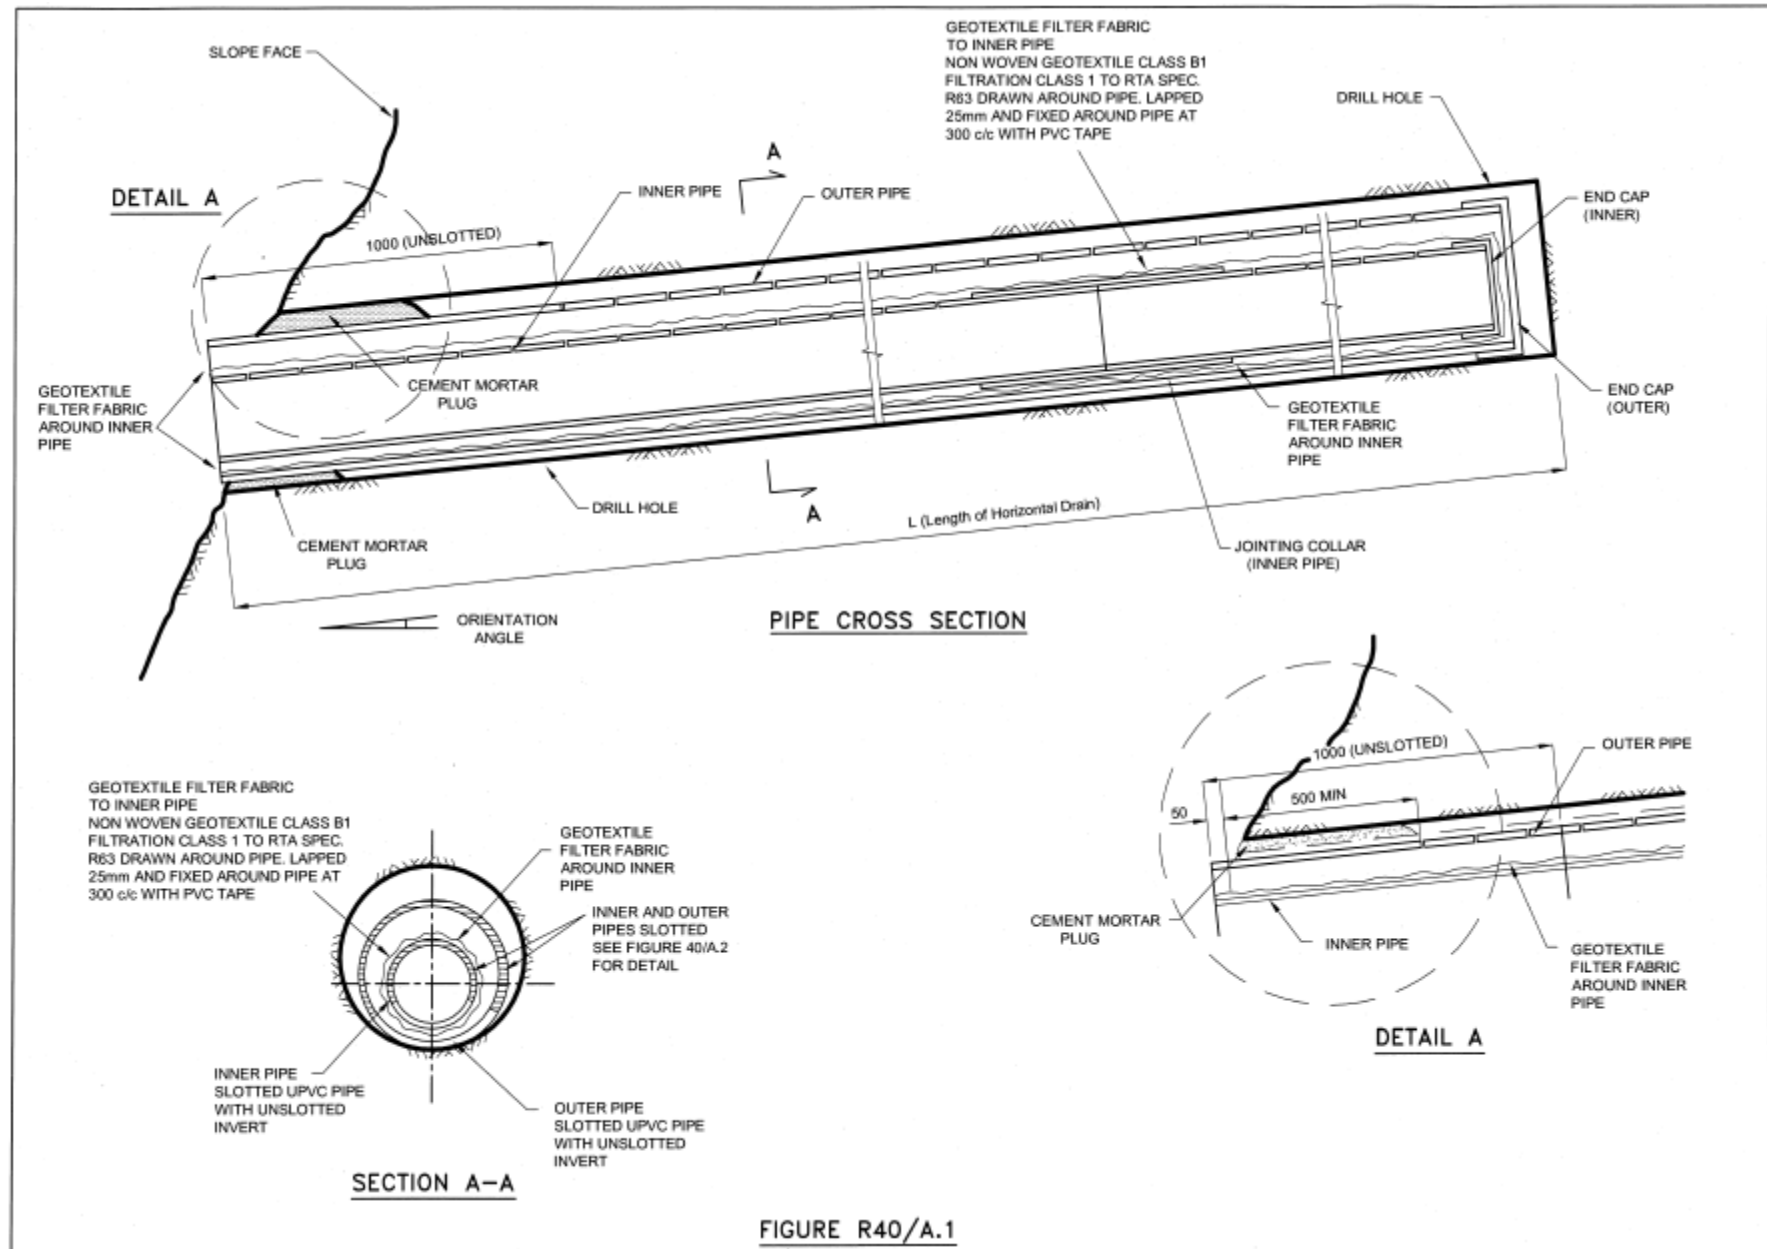 SLOPE FACE
GEOTEXTILE FILTER FABRIC
TO INNER PIPE
NON WOVEN GEOTEXTILE CLASS B1
FILTRATION CLASS 1 TO RTA SPEC.
R63 DRAWN AROUND PIPE. LAPPED
25mm AND FIXED AROUND PIPE AT
300 c/c WITH PVC TAPE
DRILL HOLE
A
DETAIL A
INNER PIPE
OUTER PIPE
END CAP
(INNER)
1000 (UNSLOTTED)
GEOTEXTILE
FILTER FABRIC
AROUND INNER
PIPE
CEMENT MORTAR
PLUG
END CAP
(OUTER)
GEOTEXTILE
FILTER FABRIC
AROUND INNER
PIPE
DRILL HOLE
A
L (Length of Horizontal Drain)
CEMENT MORTAR
PLUG
JOINTING COLLAR
(INNER PIPE)
ORIENTATION
ANGLE
PIPE CROSS SECTION
GEOTEXTILE FILTER FABRIC
TO INNER PIPE
NON WOVEN GEOTEXTILE CLASS B1
FILTRATION CLASS 1 TO RTA SPEC.
R63 DRAWN AROUND PIPE. LAPPED
25mm AND FIXED AROUND PIPE AT
300 c/c WITH PVC TAPE
GEOTEXTILE
FILTER FABRIC
AROUND INNER
PIPE
INNER AND OUTER
PIPES SLOTTED
SEE FIGURE 40/A.2
FOR DETAIL
INNER PIPE
SLOTTED UPVC PIPE
WITH UNSLOTTED
INVERT
OUTER PIPE
SLOTTED UPVC PIPE
WITH UNSLOTTED
INVERT
SECTION A-A
1000 (UNSLOTTED)
OUTER PIPE
50
500 MIN
CEMENT MORTAR
PLUG
INNER PIPE
GEOTEXTILE
FILTER FABRIC
AROUND INNER
PIPE
DETAIL A
FIGURE R40/A.1